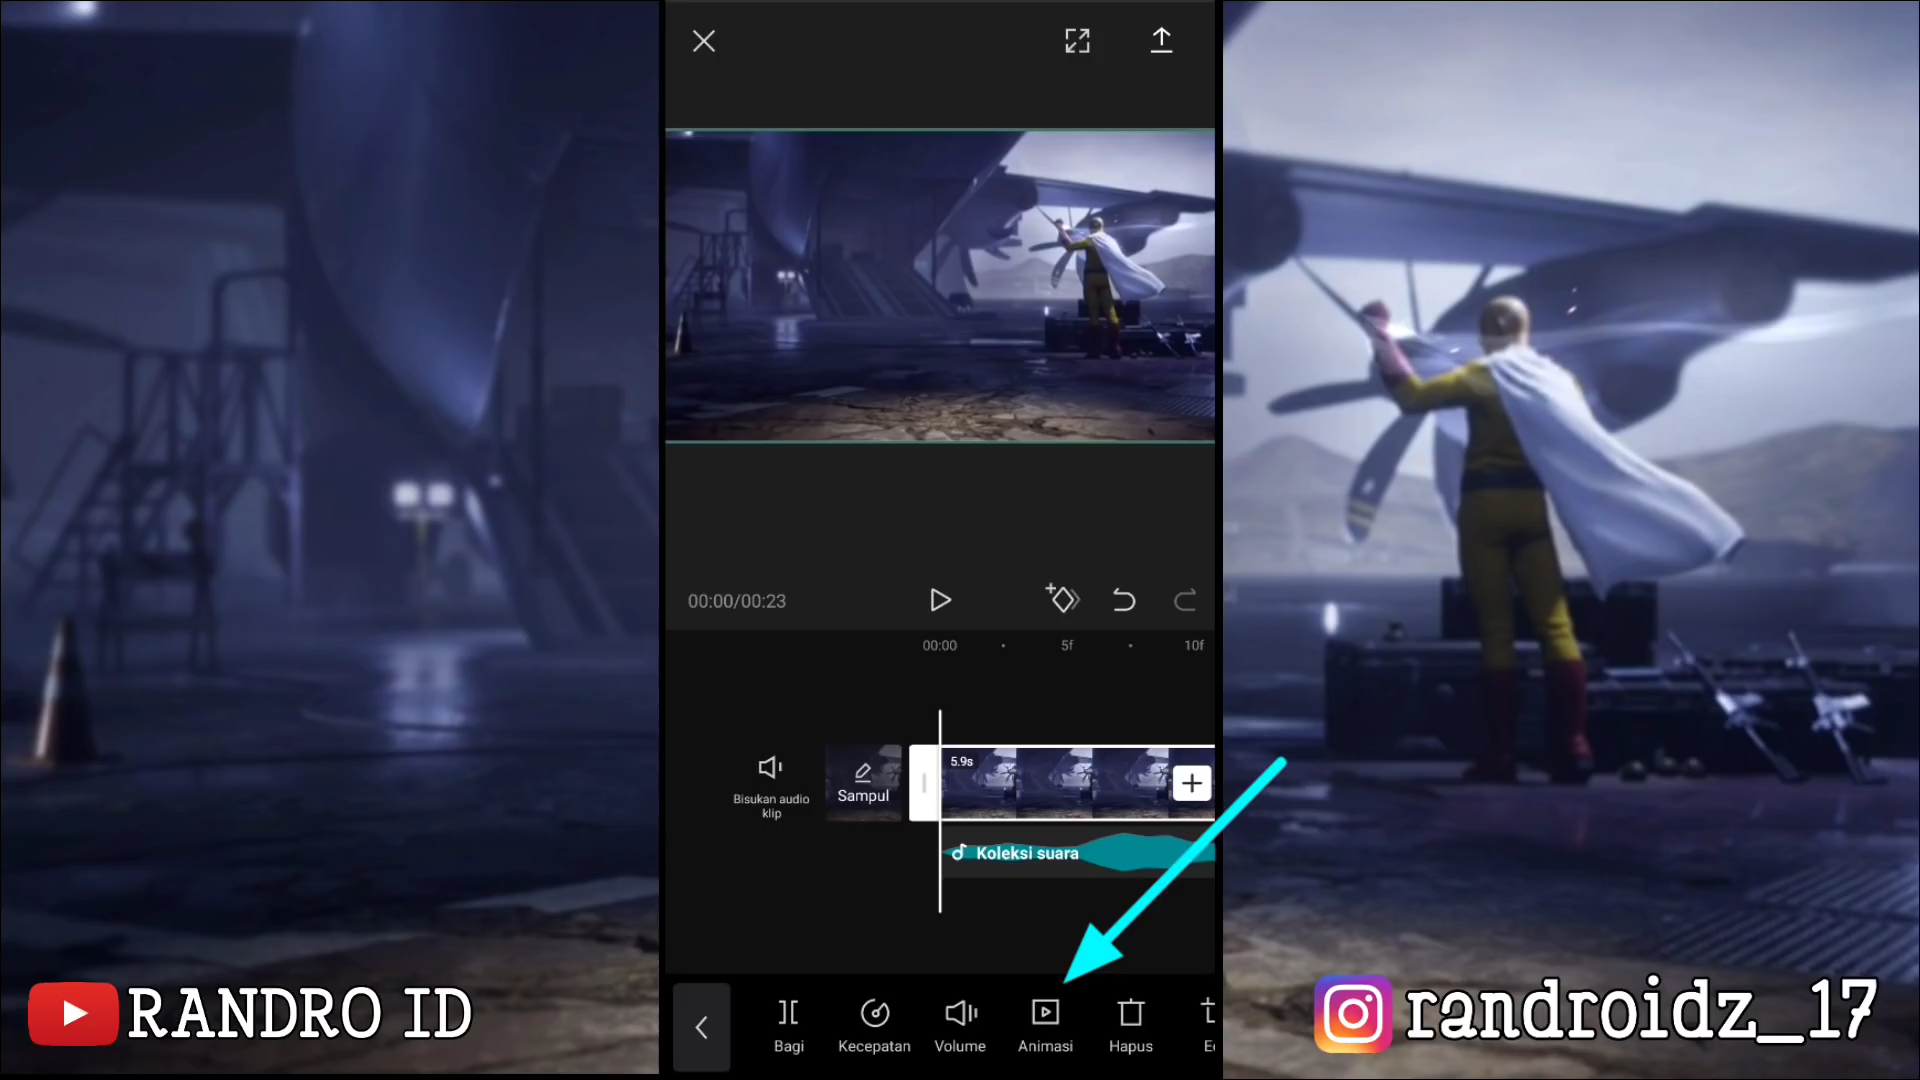 00:00/00:23
00:00
5f
10f
5.9s
Bisukan audio
klip
Sampul
Koleksi suara
Bagi
Kecepatan
Volume
Animasi
Hapus
RANDRO ID
randroidz_17